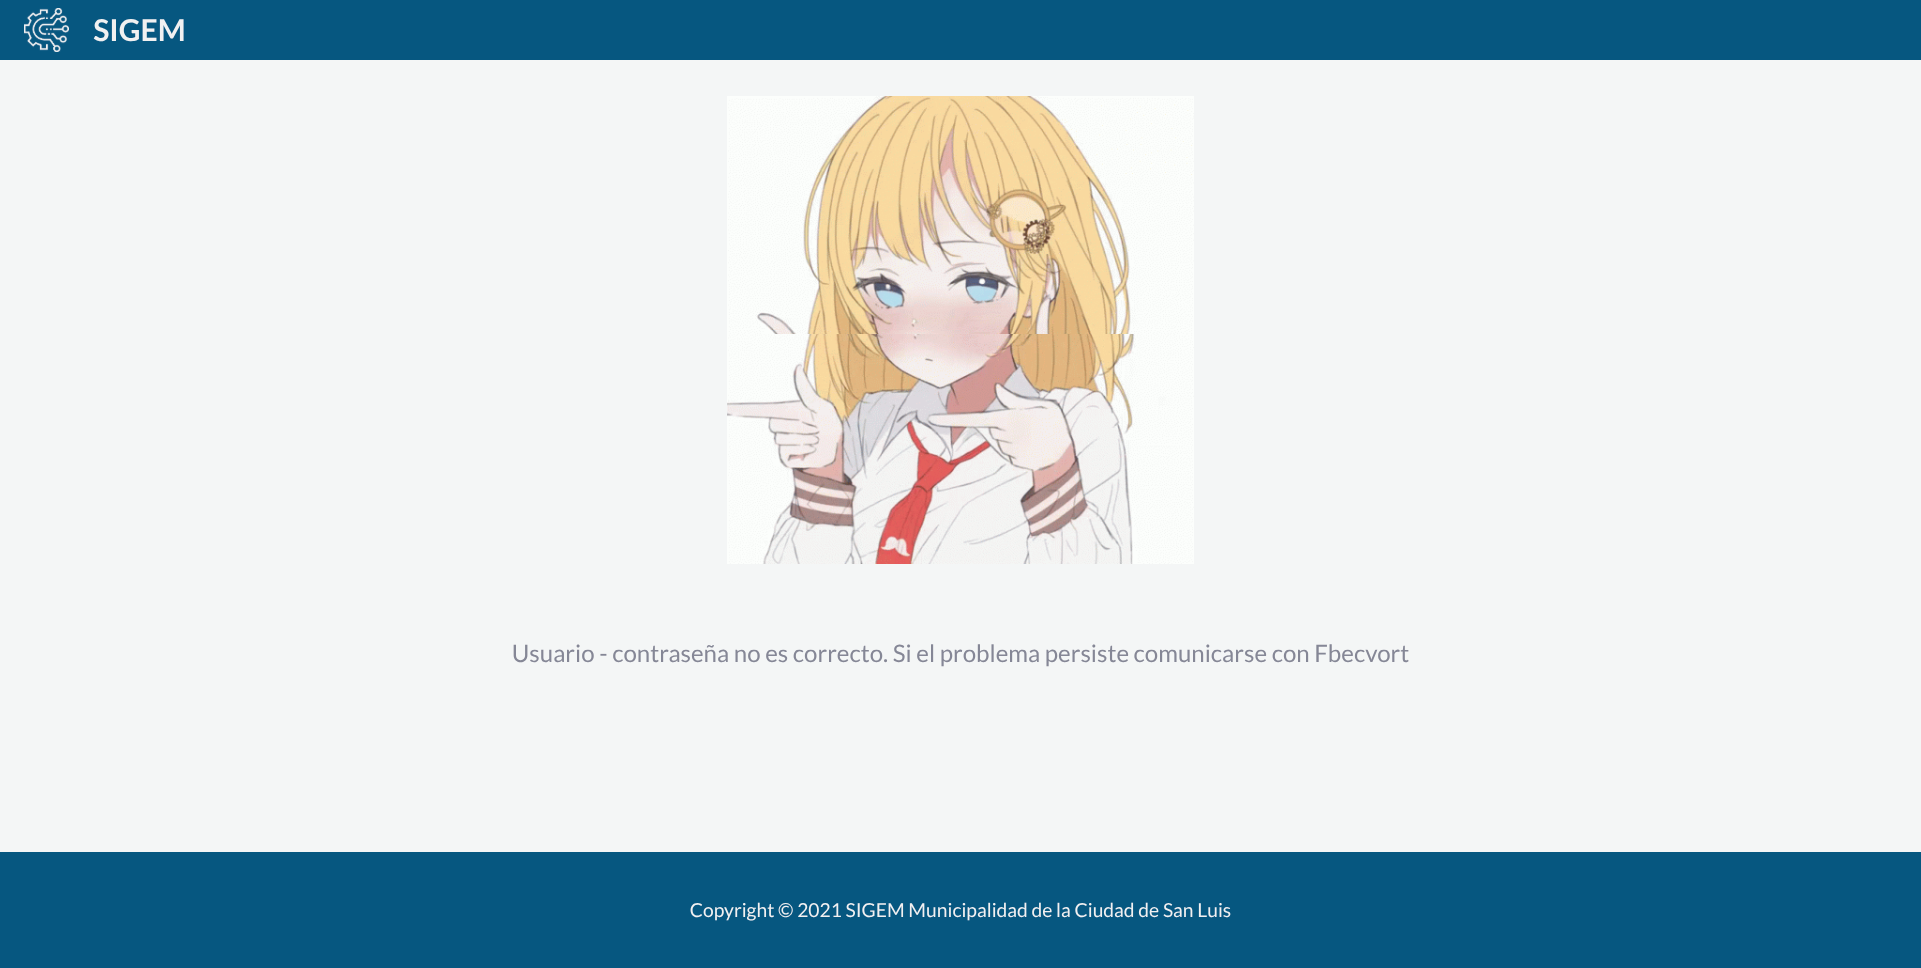 SIGEM
Usuario - contraseña no es correcto. Si el problema persiste comunicarse con Fbecvort
Copyright © 2021 SIGEM Municipalidad de la Ciudad de San Luis